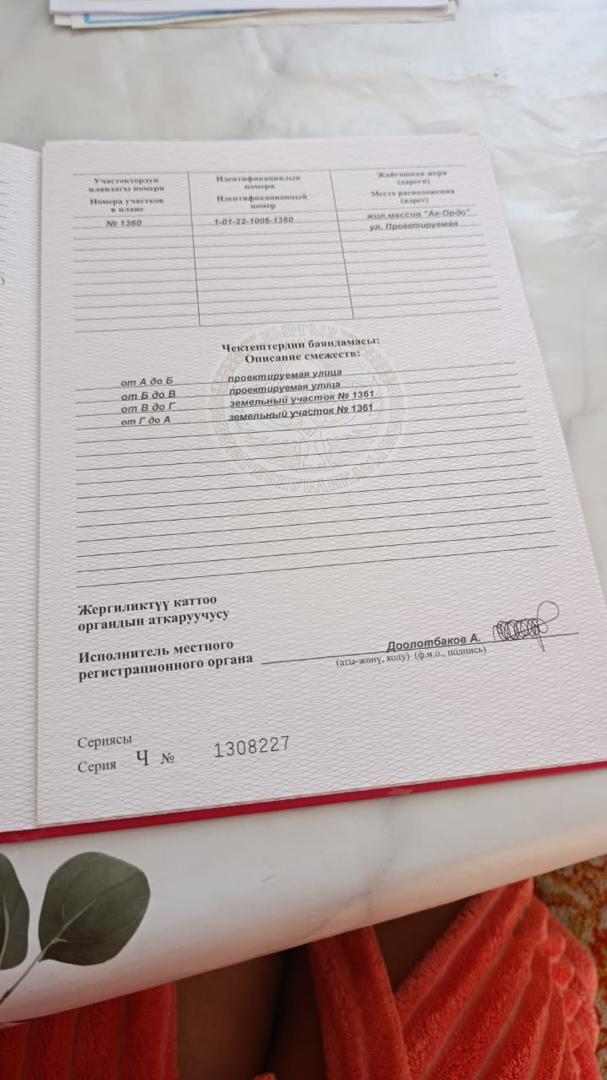 Участоктордун
пландагы номери
Номера участков
в плане
Идентификациялык
номери
Идентификационный
номер
Жайгашкан жери
(дареги)
Место расположения
(адрес)
№ 1360
1-01-22-1006-1360
жил.массив "Ак-Ордо"
ул. Проектируемая
Чектештердин баяндамасы:
Описание смежеств:
от А до Б проектируемая улица
от Б до В проектируемая улица
от В до Г земельный участок № 1361
от Г до А земельный участок № 1361
Жергиликтүү каттоо
органдын аткаруучусу
Исполнитель местного
регистрационного органа
Доолотбаков А.
(аты-жөнү, колу) (ф.и.о., подпись)
Сериясы
Серия Ч № 1308227